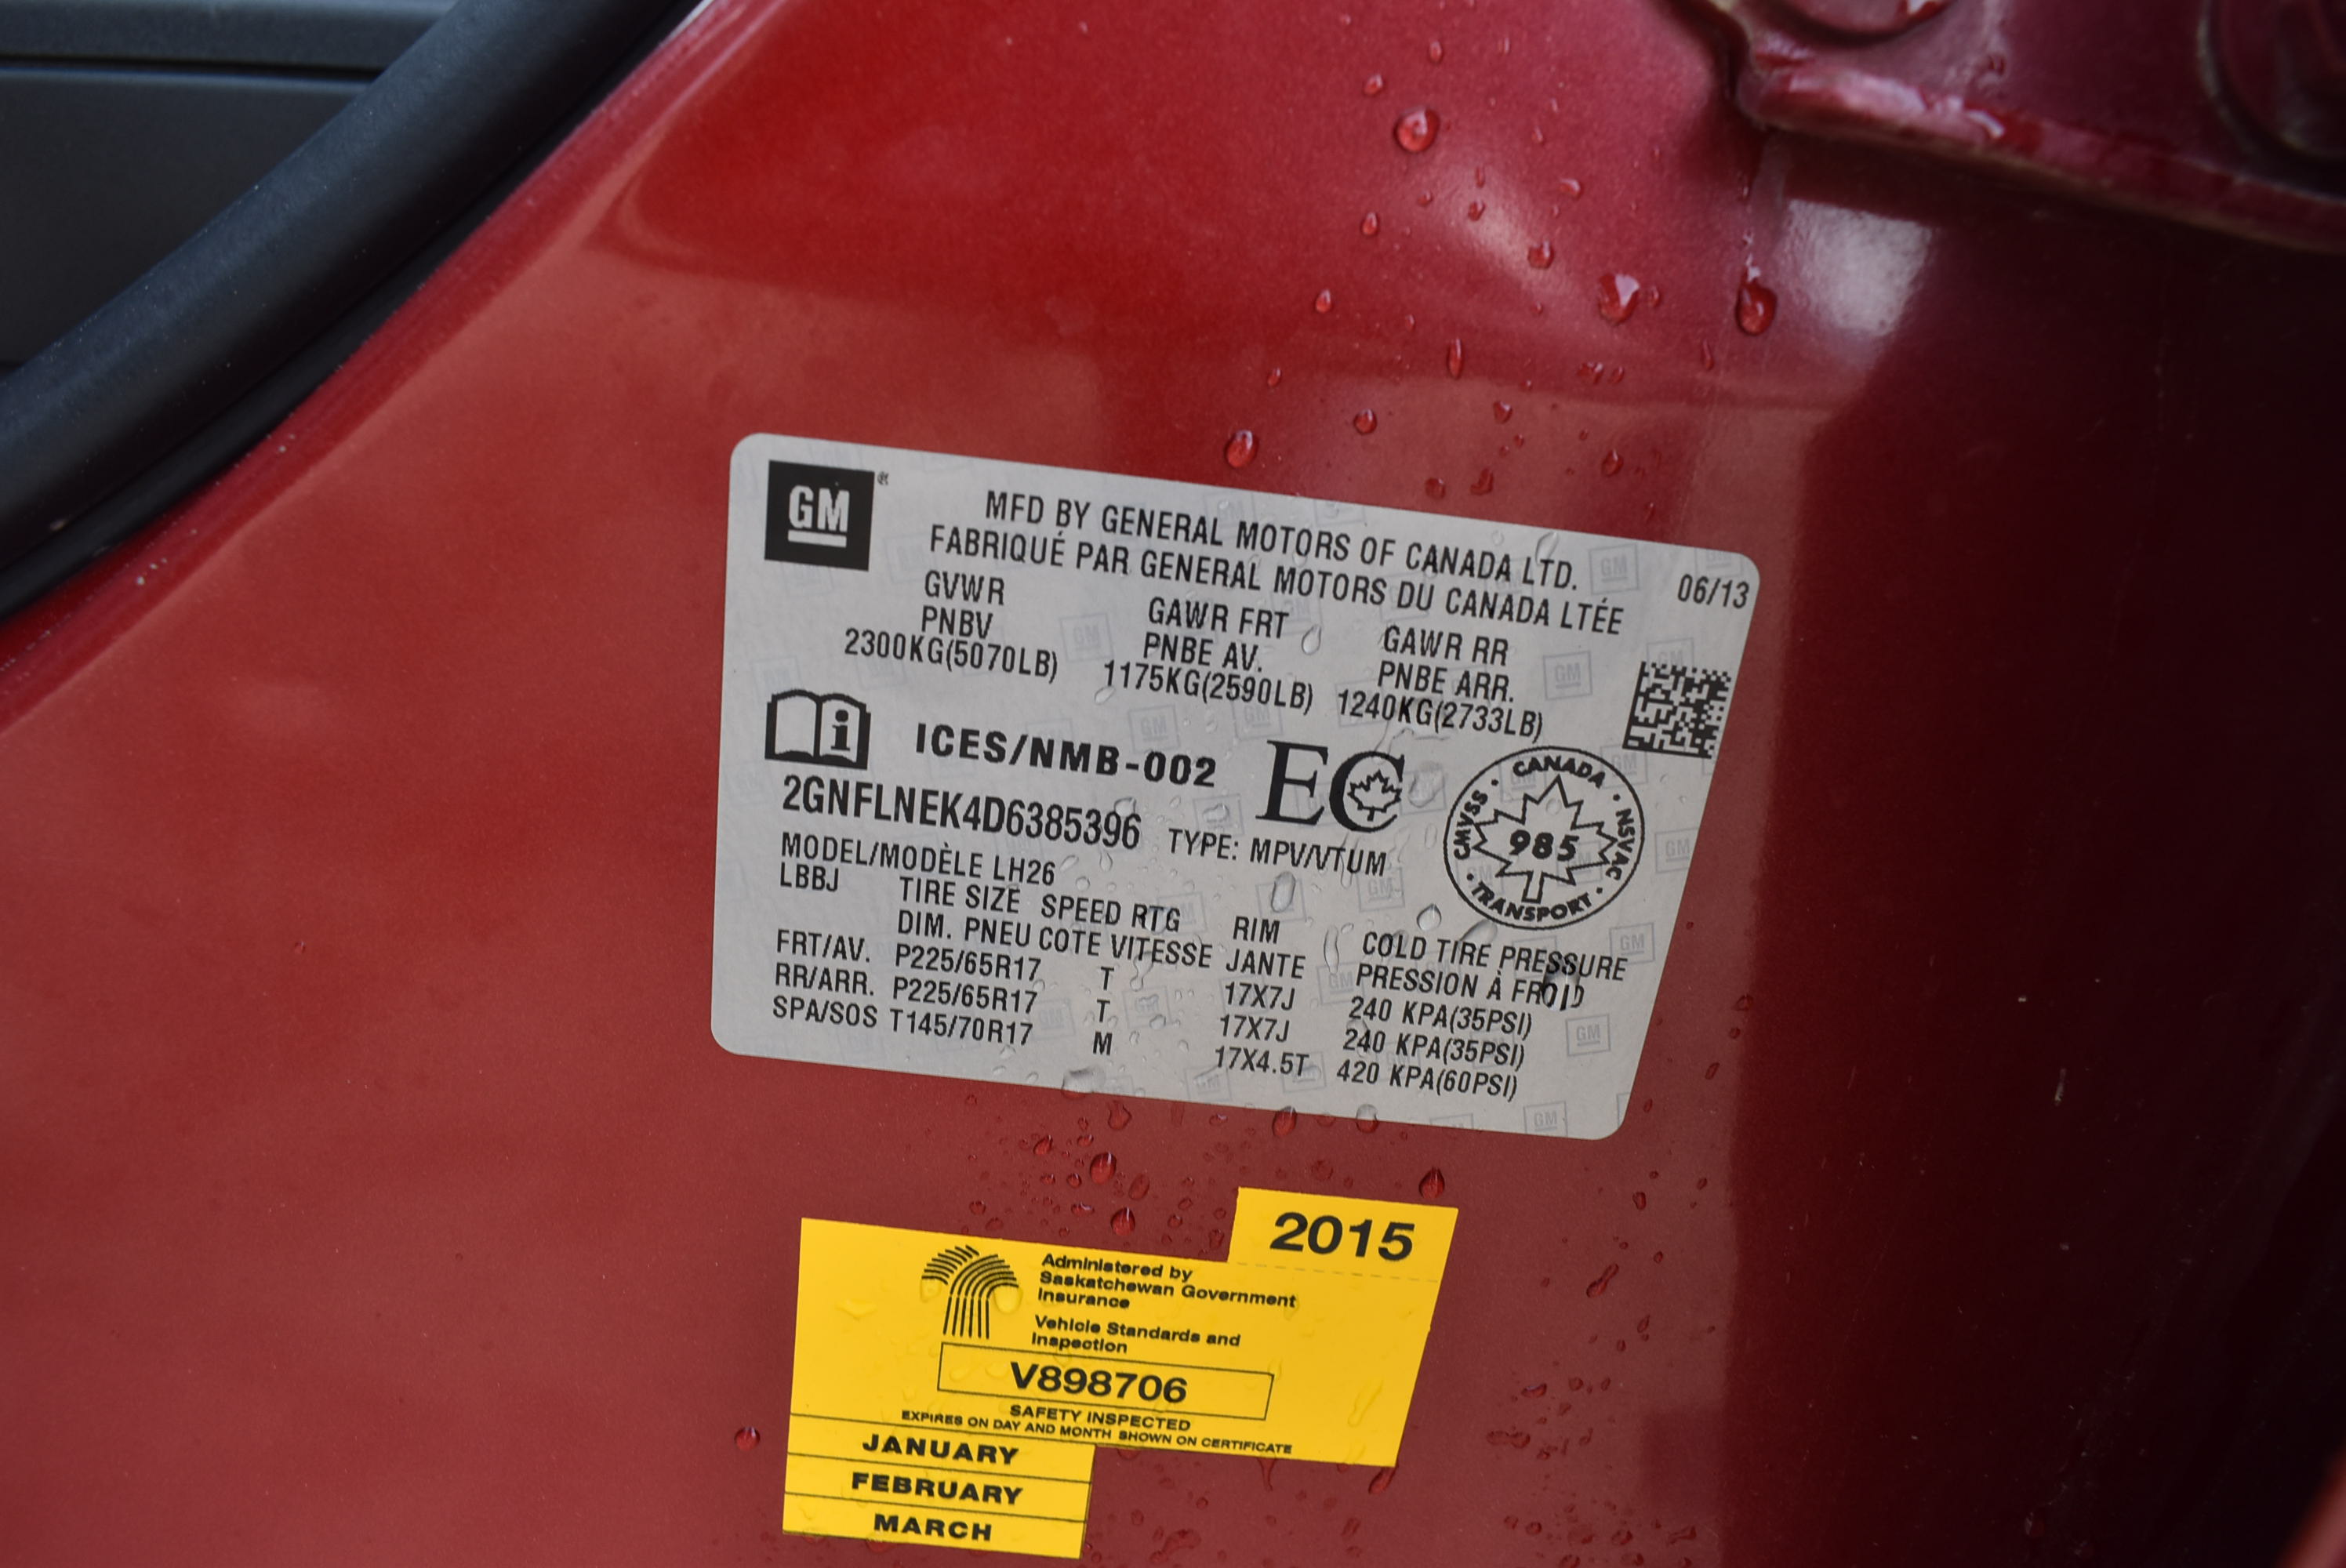 GM
MFD BY GENERAL MOTORS OF CANADA LTD.
FABRIQUÉ PAR GENERAL MOTORS DU CANADA LTÉE
06/13
GVWR GAWR FRT GAWR RR
PNBV PNBE AV. PNBE ARR.
2300KG(5070LB) 1175KG(2590LB) 1240KG(2733LB)
ICES/NMB-002 EC
2GNFLNEK4D6385396 TYPE: MPV/VTUM
CANADA · NSVAC · TRANSPORT · CMVSS ·
985
MODEL/MODÈLE LH26
LBBJ TIRE SIZE SPEED RTG RIM COLD TIRE PRESSURE
DIM. PNEU COTE VITESSE JANTE PRESSION À FROID
FRT/AV. P225/65R17 T 17X7J 240 KPA(35PSI)
RR/ARR. P225/65R17 T 17X7J 240 KPA(35PSI)
SPA/SOS T145/70R17 M 17X4.5T 420 KPA(60PSI)
2015
Administered by
Saskatchewan Government
Insurance
Vehicle Standards and
Inspection
V898706
SAFETY INSPECTED
EXPIRES ON DAY AND MONTH SHOWN ON CERTIFICATE
JANUARY
FEBRUARY
MARCH